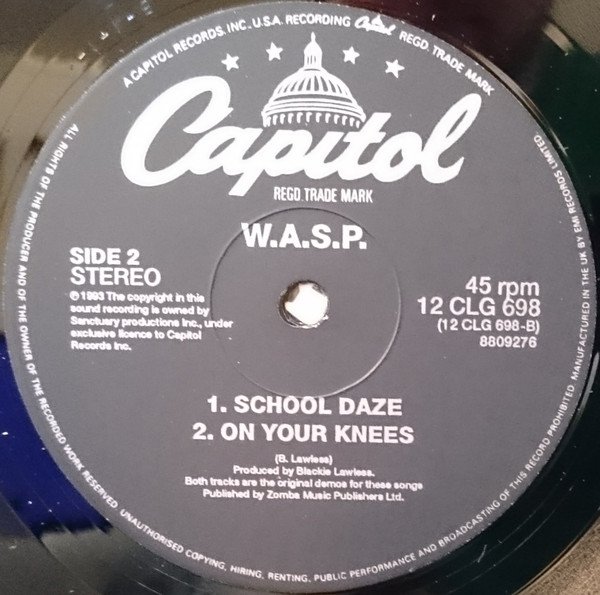 A CAPITOL RECORDS, INC. U.S.A. RECORDING Capitol REGD. TRADE MARK
Capitol
REGD. TRADE MARK
W.A.S.P.
SIDE 2
STEREO
℗ 1993 The copyright in this
sound recording is owned by
Sanctuary productions Inc., under
exclusive licence to Capitol
Records Inc.
45 rpm
12 CLG 698
(12 CLG 698-B)
8809276
1. SCHOOL DAZE
2. ON YOUR KNEES
(B. Lawless)
Produced by Blackie Lawless.
Both tracks are the original demos for these songs
Published by Zomba Music Publishers Ltd.
ALL RIGHTS OF THE PRODUCER AND OF THE OWNER OF THE RECORDED WORK RESERVED. UNAUTHORISED COPYING, HIRING, RENTING, PUBLIC PERFORMANCE AND BROADCASTING OF THIS RECORD PROHIBITED. MANUFACTURED IN THE UK BY EMI RECORDS LIMITED.